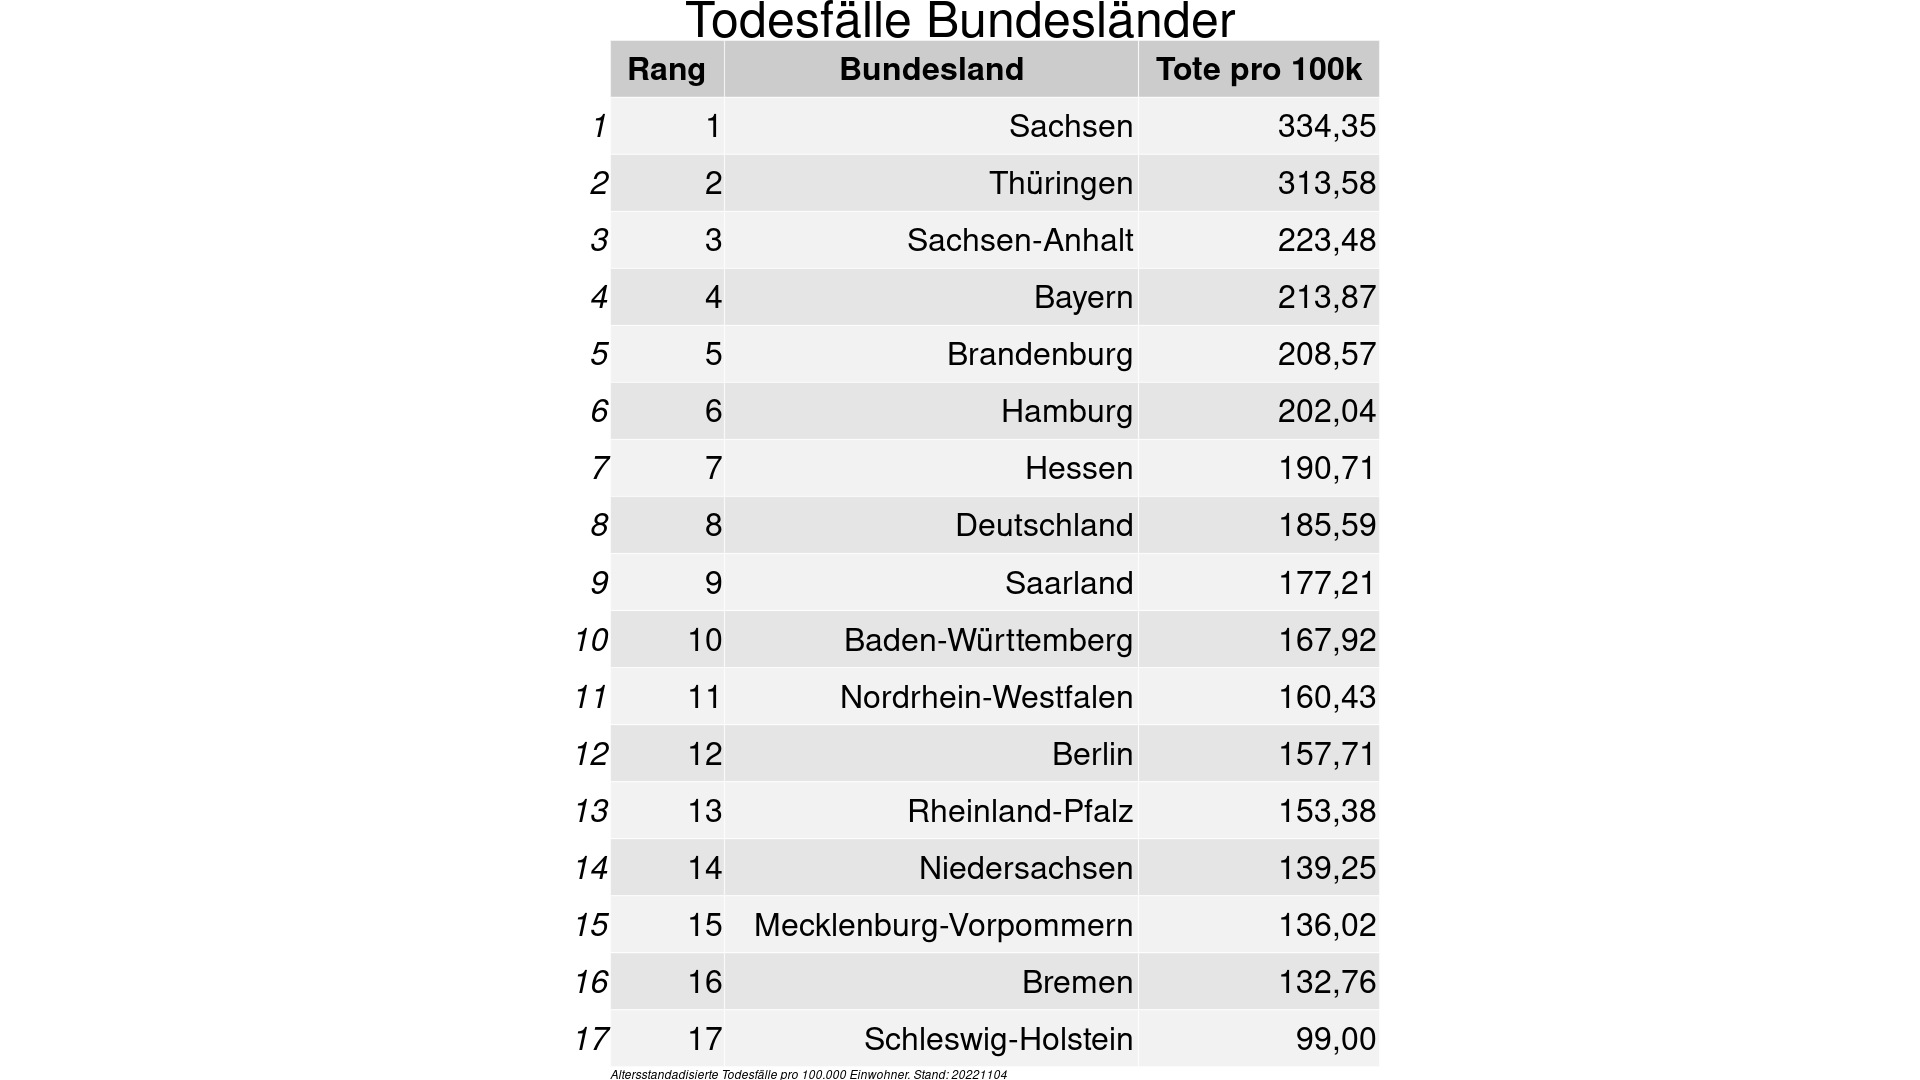 Todesfälle Bundesländer
Rang Bundesland Tote pro 100k
1 1 Sachsen 334,35
2 2 Thüringen 313,58
3 3 Sachsen-Anhalt 223,48
4 4 Bayern 213,87
5 5 Brandenburg 208,57
6 6 Hamburg 202,04
7 7 Hessen 190,71
8 8 Deutschland 185,59
9 9 Saarland 177,21
10 10 Baden-Württemberg 167,92
11 11 Nordrhein-Westfalen 160,43
12 12 Berlin 157,71
13 13 Rheinland-Pfalz 153,38
14 14 Niedersachsen 139,25
15 15 Mecklenburg-Vorpommern 136,02
16 16 Bremen 132,76
17 17 Schleswig-Holstein 99,00
Altersstandadisierte Todesfälle pro 100.000 Einwohner. Stand: 20221104